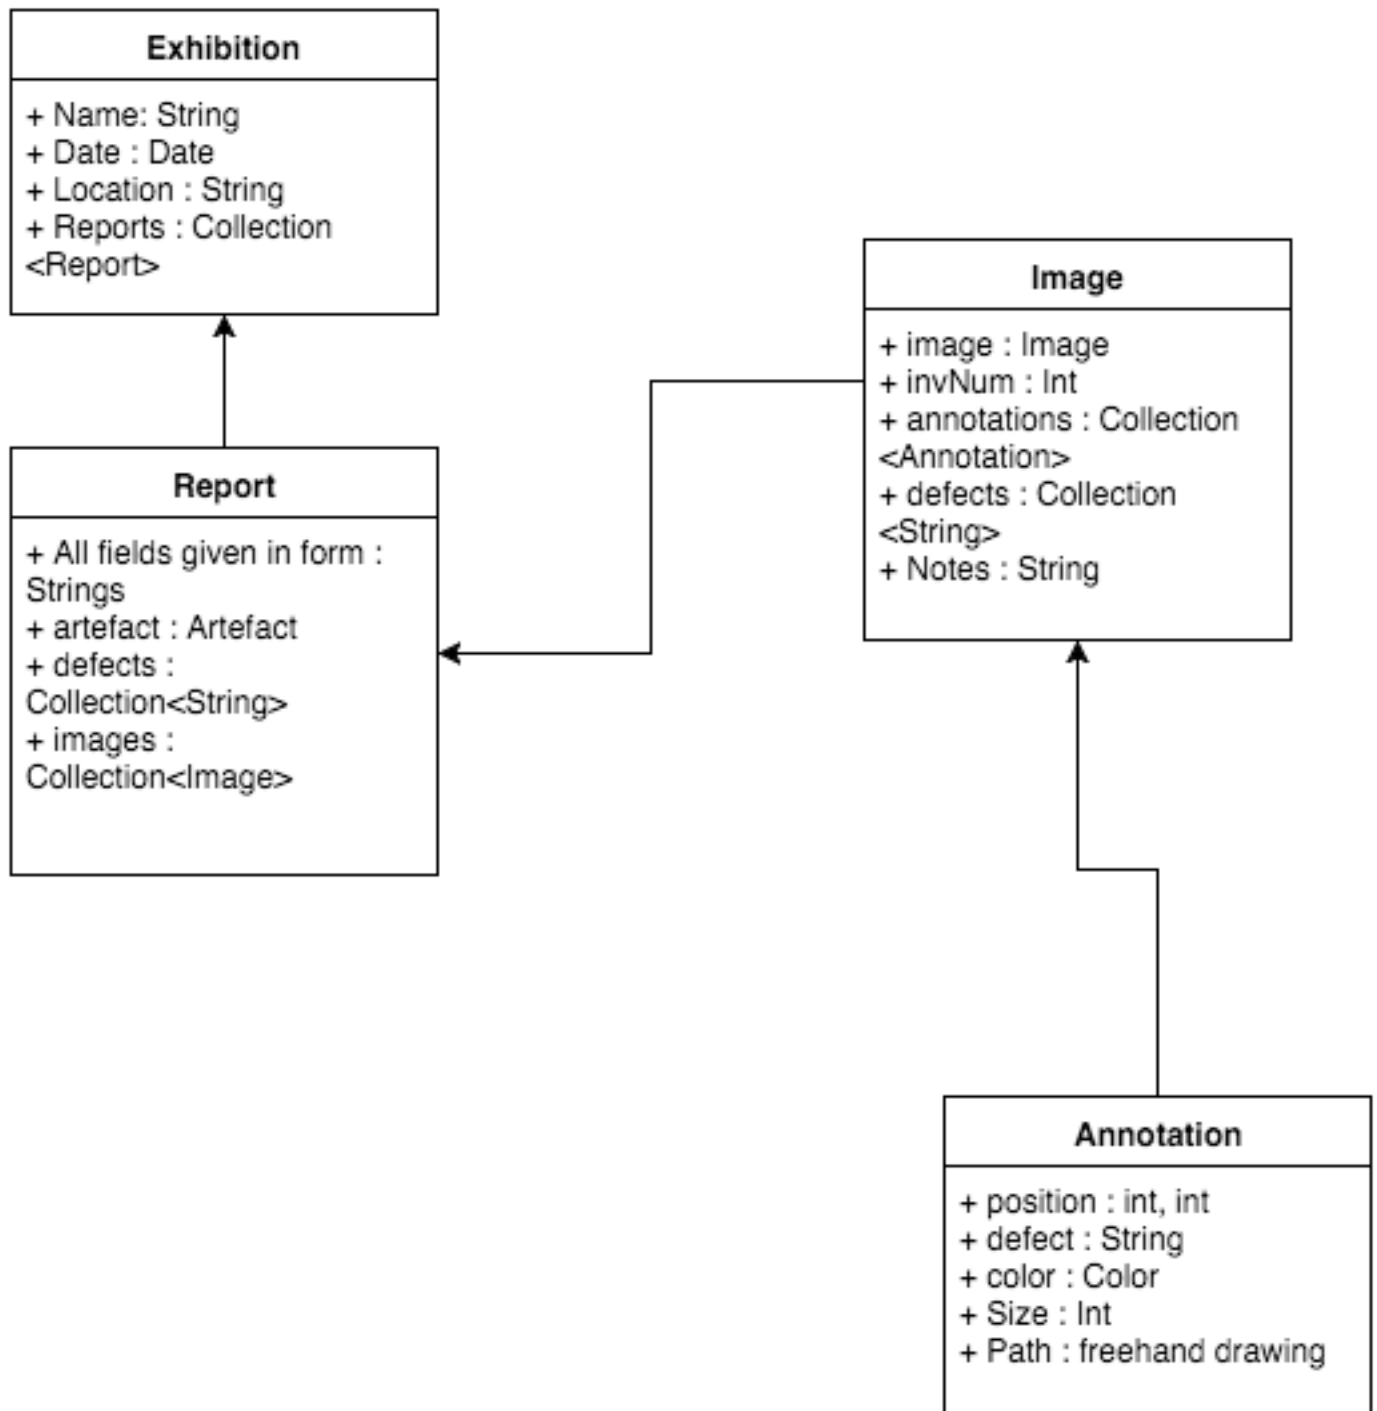 Exhibition
+ Name: String
+ Date : Date
+ Location : String
+ Reports : Collection
<Report>
Image
+ image : Image
+ invNum : Int
+ annotations : Collection
<Annotation>
+ defects : Collection
<String>
+ Notes : String
Report
+ All fields given in form :
Strings
+ artefact : Artefact
+ defects :
Collection<String>
+ images :
Collection<Image>
Annotation
+ position : int, int
+ defect : String
+ color : Color
+ Size : Int
+ Path : freehand drawing